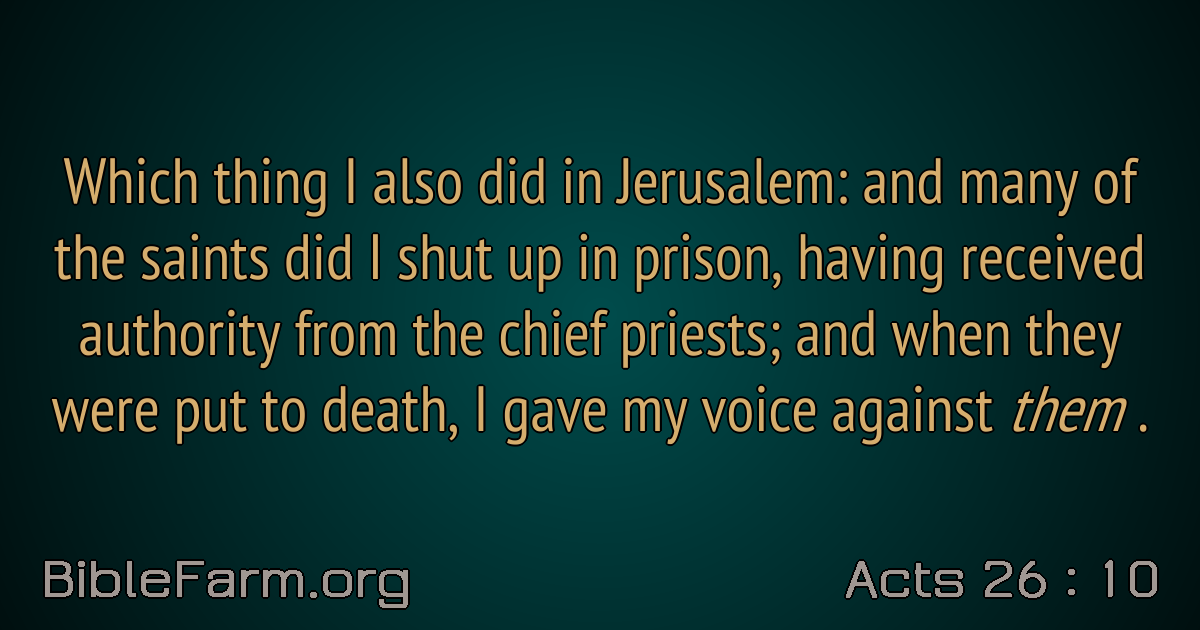 Which thing I also did in Jerusalem: and many of
the saints did I shut up in prison, having received
authority from the chief priests; and when they
were put to death, I gave my voice against them .
BibleFarm.org
Acts 26 : 10